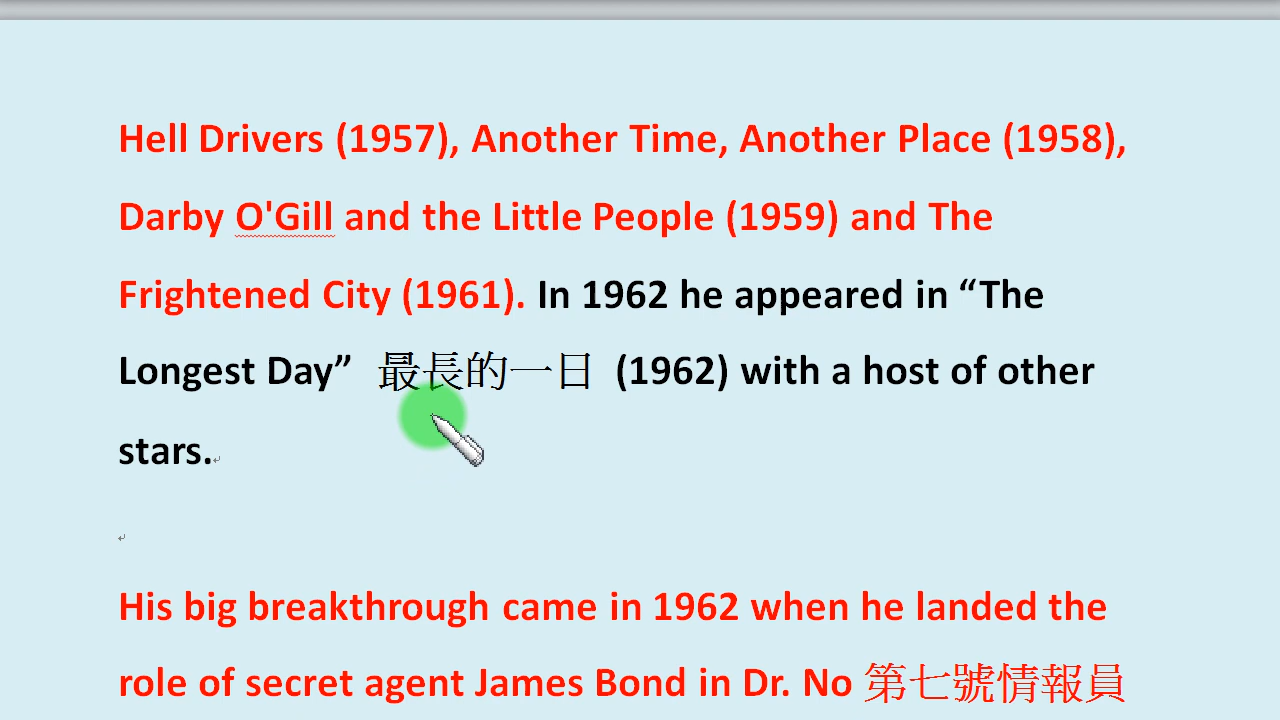 Hell Drivers (1957), Another Time, Another Place (1958),
Darby O'Gill and the Little People (1959) and The
Frightened City (1961). In 1962 he appeared in “The
Longest Day” 最長的一日 (1962) with a host of other
stars.
His big breakthrough came in 1962 when he landed the
role of secret agent James Bond in Dr. No 第七號情報員